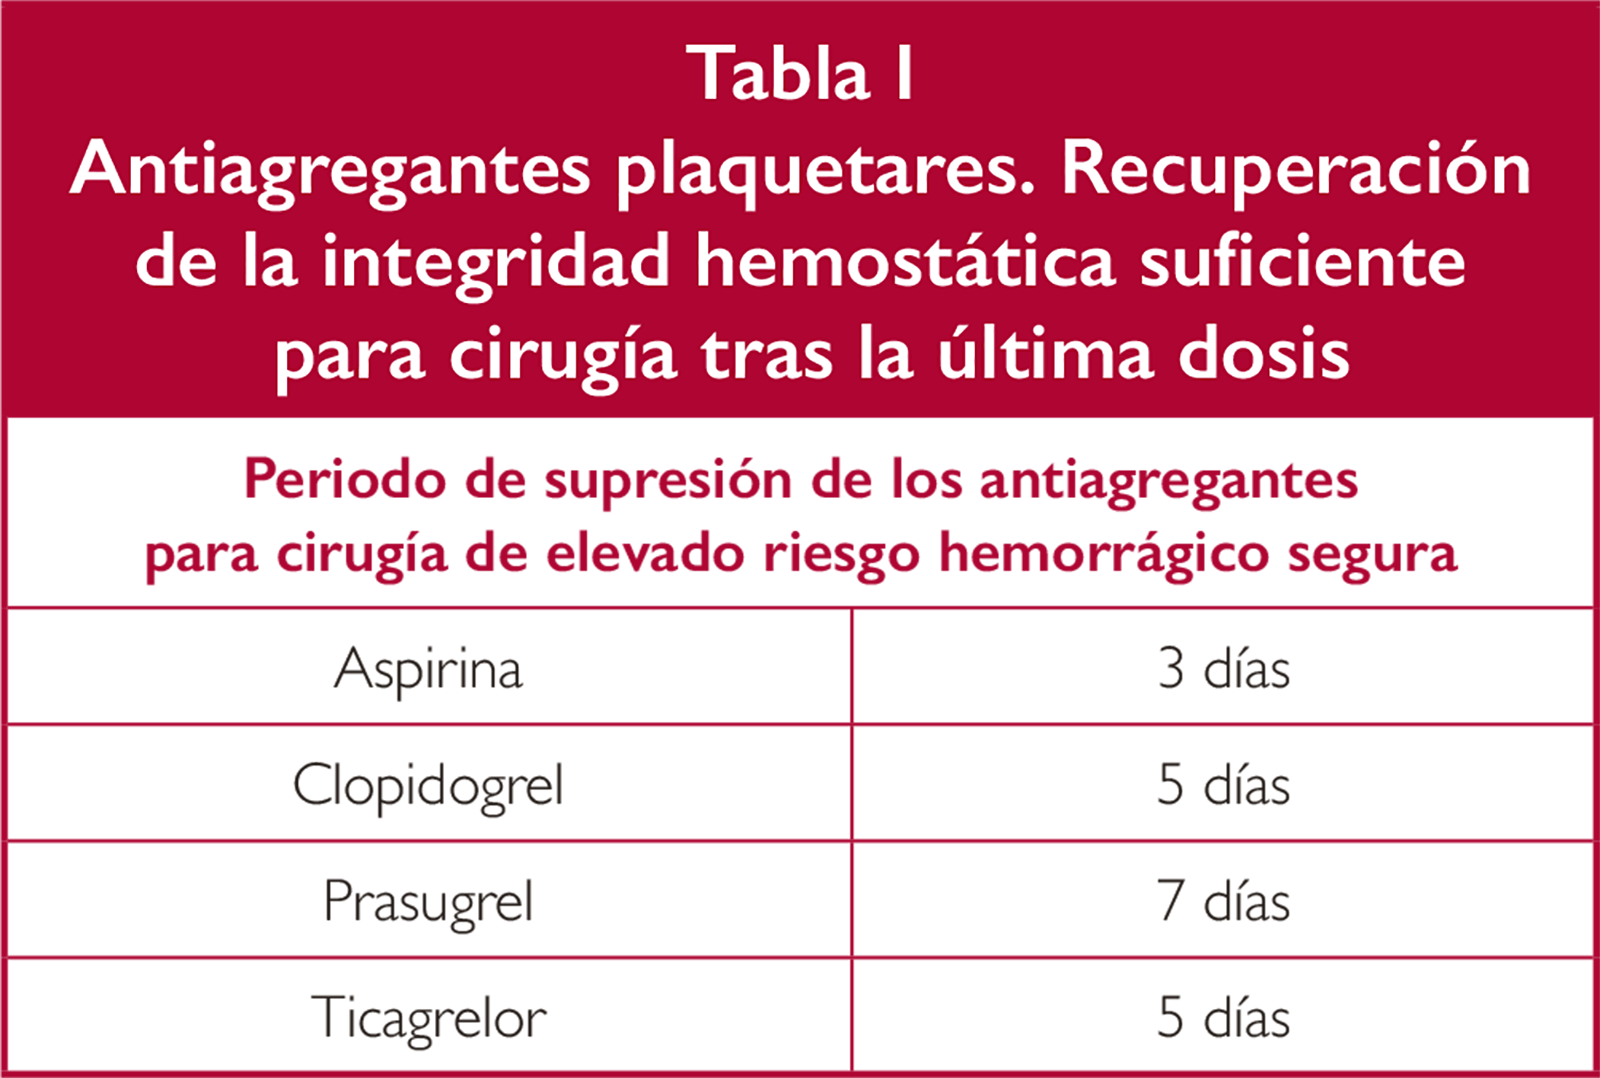 Tabla I
Antiagregantes plaquetares. Recuperación
de la integridad hemostática suficiente
para cirugía tras la última dosis
Periodo de supresión de los antiagregantes
para cirugía de elevado riesgo hemorrágico segura
Aspirina 3 días
Clopidogrel 5 días
Prasugrel 7 días
Ticagrelor 5 días